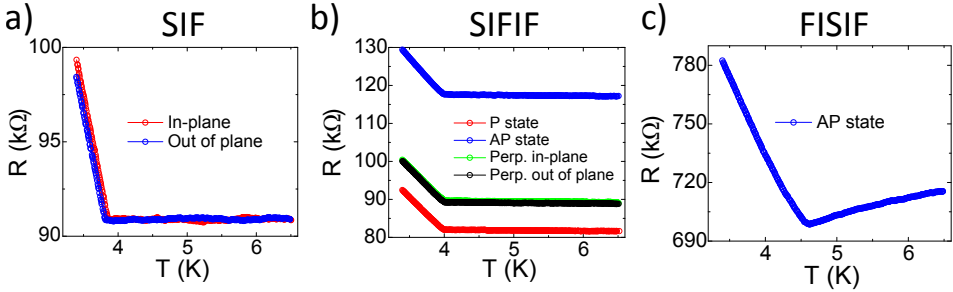 a) SIF
100
95
90
R (kΩ)
In-plane
Out of plane
4 5 6
T (K)
b) SIFIF
130
120
110
100
90
80
R (kΩ)
P state
AP state
Perp. in-plane
Perp. out of plane
4 5 6
T (K)
c) FISIF
780
750
720
690
R (kΩ)
AP state
4 5 6
T (K)